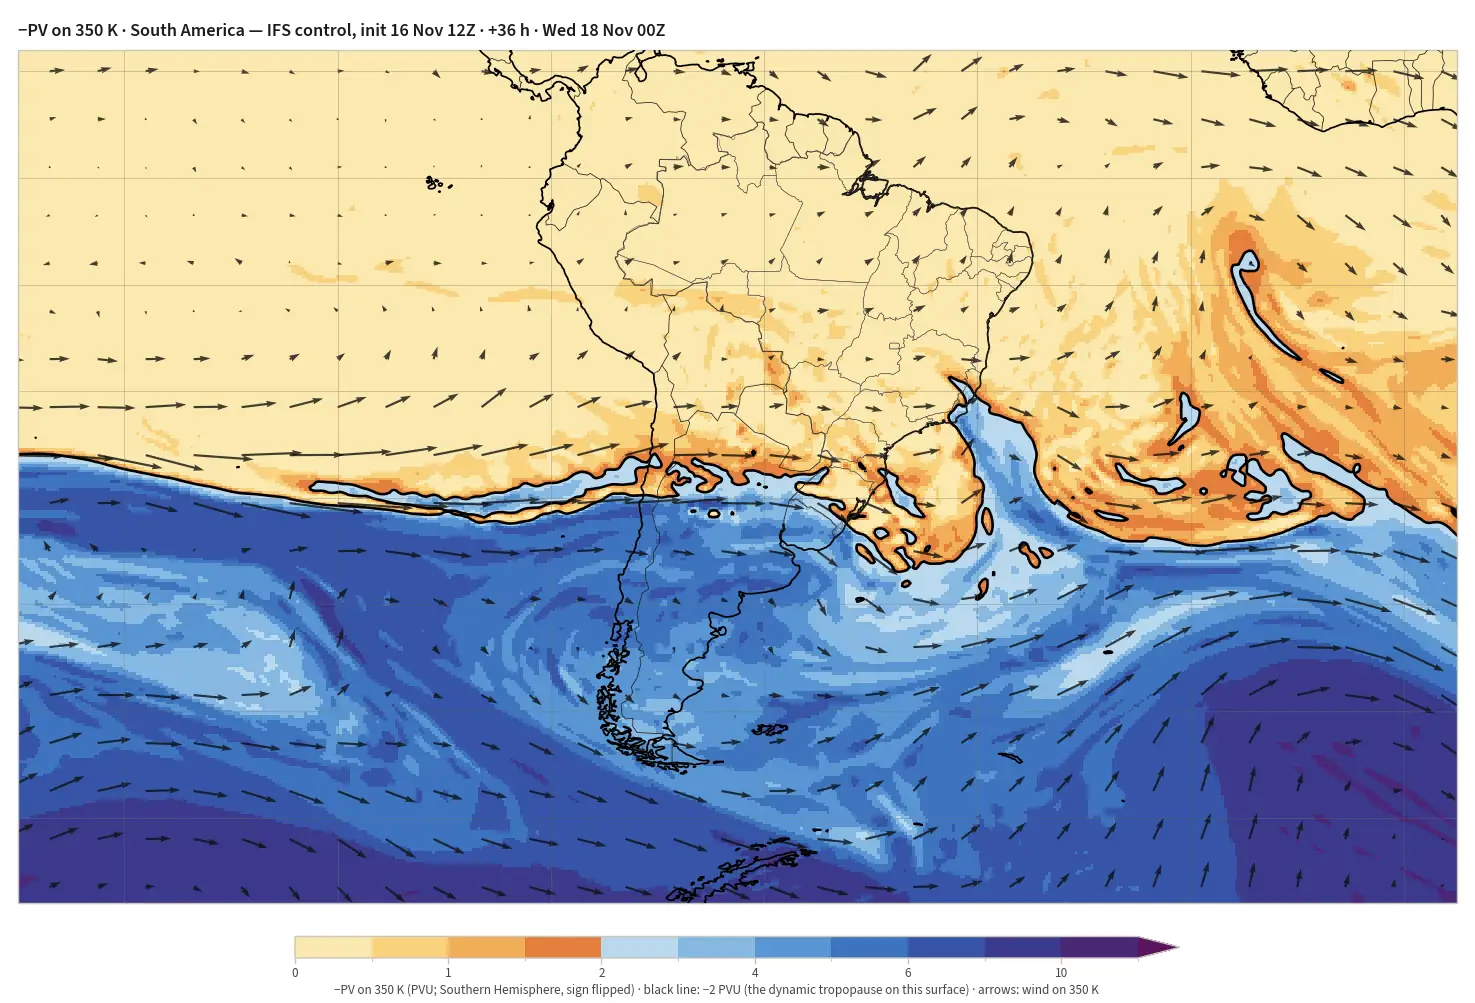 −PV on 350 K · South America — IFS control, init 16 Nov 12Z · +36 h · Wed 18 Nov 00Z
0 1 2 4 6 10
−PV on 350 K (PVU; Southern Hemisphere, sign flipped) · black line: −2 PVU (the dynamic tropopause on this surface) · arrows: wind on 350 K